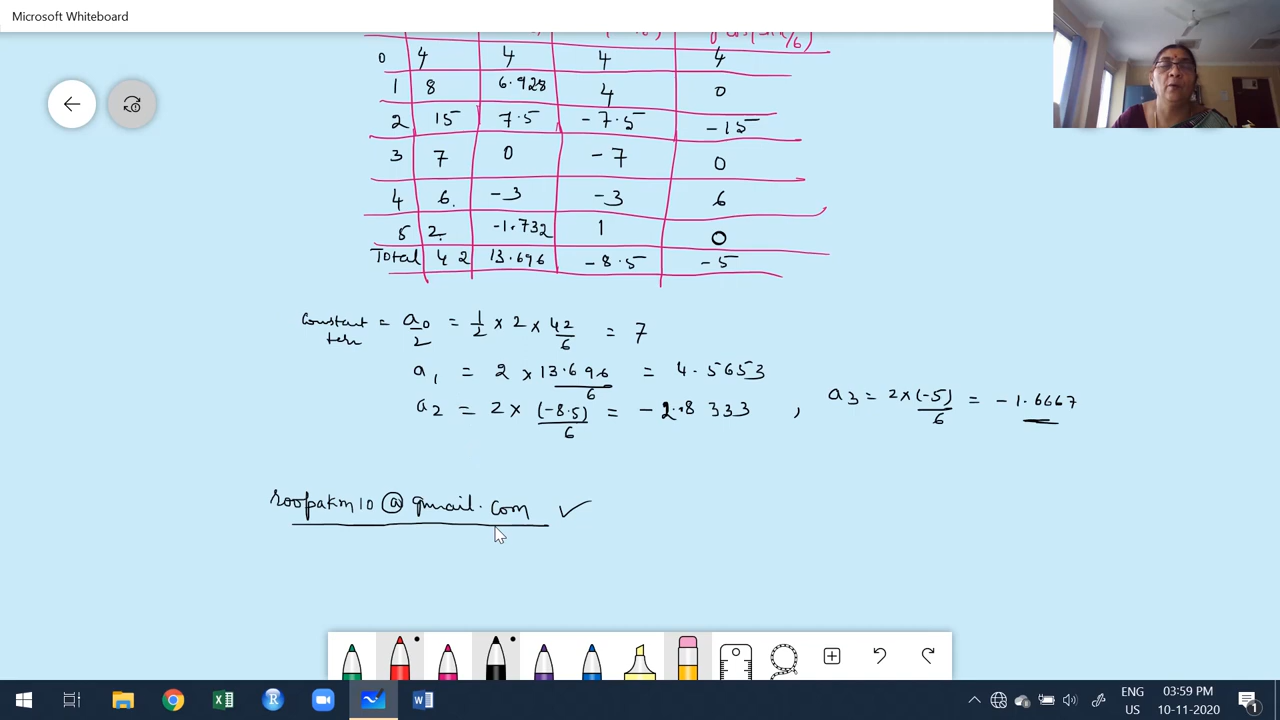 Microsoft Whiteboard
y cos(3πx/6)
0 4 4 4 4
1 8 6.928 4 0
2 15 7.5 -7.5 -15
3 7 0 -7 0
4 6. -3 -3 6
5 2. -1.732 1 0
Total 42 13.696 -8.5 -5
Constant term = a0/2 = 1/2 × 2 × 42/6 = 7
a1 = 2 × 13.696/6 = 4.5653
a2 = 2 × (-8.5)/6 = -2.8333 , a3 = 2×(-5)/6 = -1.6667
roopakm10@gmail.com ✓
ENG
US
03:59 PM
10-11-2020
1